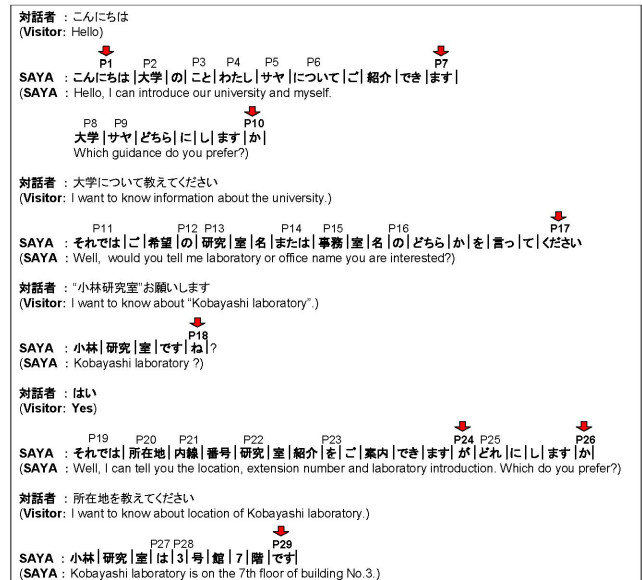 対話者 : こんにちは
(Visitor: Hello)
P1 P2 P3 P4 P5 P6 P7
SAYA : こんにちは |大学 | の | こと | わたし | サヤ | について | ご | 紹介 | でき | ます |
(SAYA : Hello, I can introduce our university and myself.
P8 P9 P10
大学 | サヤ | どちら | に | し | ます | か |
Which guidance do you prefer?)
対話者 : 大学について教えてください
(Visitor: I want to know information about the university.)
P11 P12 P13 P14 P15 P16 P17
SAYA : それでは | ご | 希望 | の | 研究 | 室 | 名 | または | 事務 | 室 | 名 | の | どちら | か | を | 言っ | て | ください
(SAYA : Well, would you tell me laboratory or office name you are interested?)
対話者 : "小林研究室"お願いします
(Visitor: I want to know about "Kobayashi laboratory".)
P18
SAYA : 小林 | 研究 | 室 | です | ね | ?
(SAYA : Kobayashi laboratory ?)
対話者 : はい
(Visitor: Yes)
P19 P20 P21 P22 P23 P24 P25 P26
SAYA : それでは | 所在地 | 内線 | 番号 | 研究 | 室 | 紹介 | を | ご | 案内 | でき | ます | が | どれ | に | し | ます | か |
(SAYA : Well, I can tell you the location, extension number and laboratory introduction. Which do you prefer?)
対話者 : 所在地を教えてください
(Visitor: I want to know about location of Kobayashi laboratory.)
P27 P28 P29
SAYA : 小林 | 研究 | 室 | は | 3 | 号 | 館 | 7 | 階 | です |
(SAYA : Kobayashi laboratory is on the 7th floor of building No.3.)